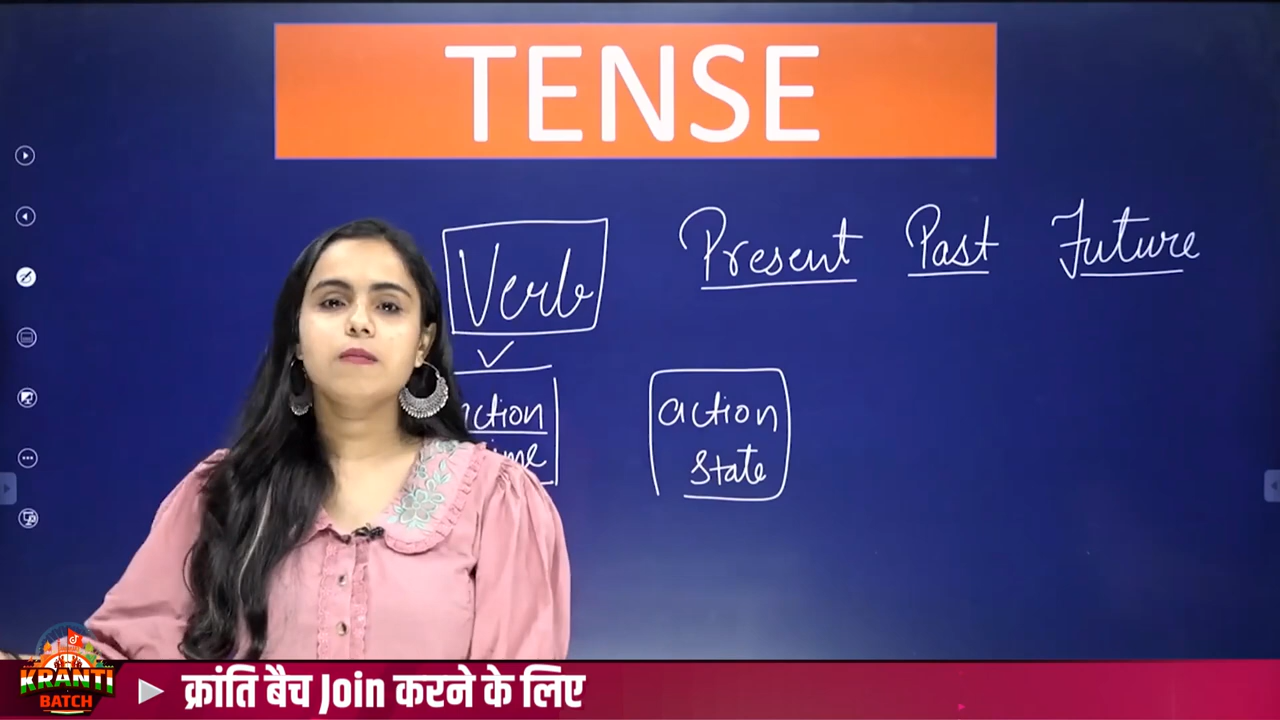 TENSE
Verb
Present Past Future
action
state
KRANTI
BATCH
क्रांति बैच Join करने के लिए